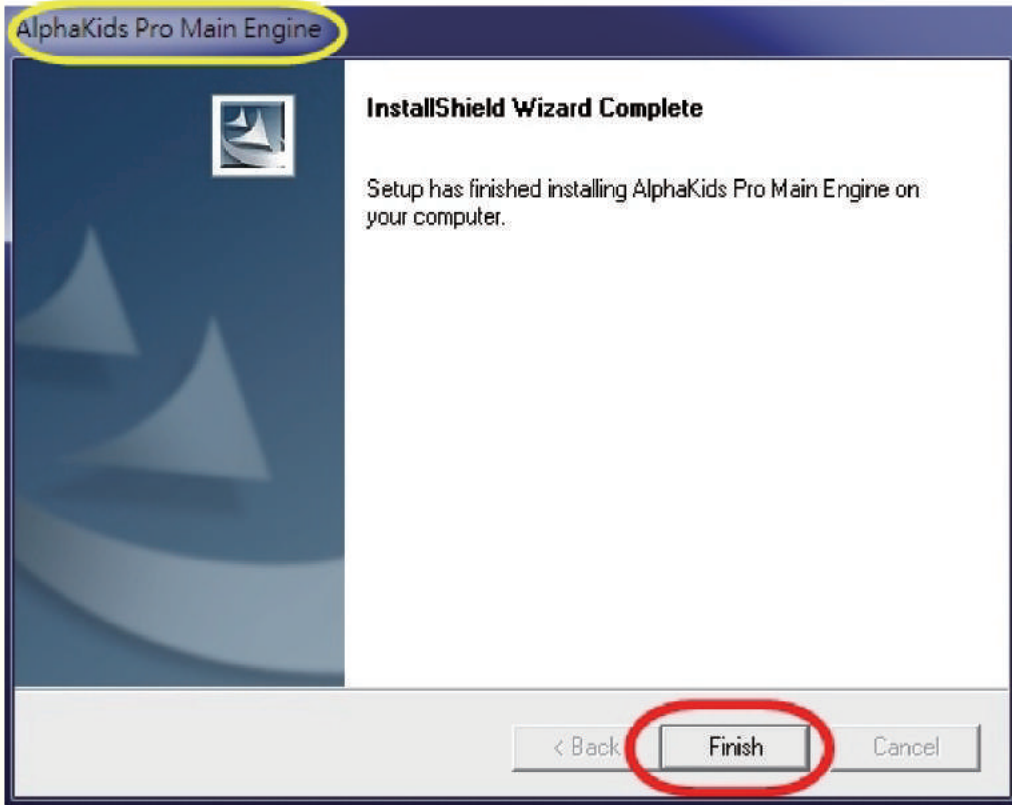 AlphaKids Pro Main Engine
InstallShield Wizard Complete
Setup has finished installing AlphaKids Pro Main Engine on
your computer.
< Back
Finish
Cancel